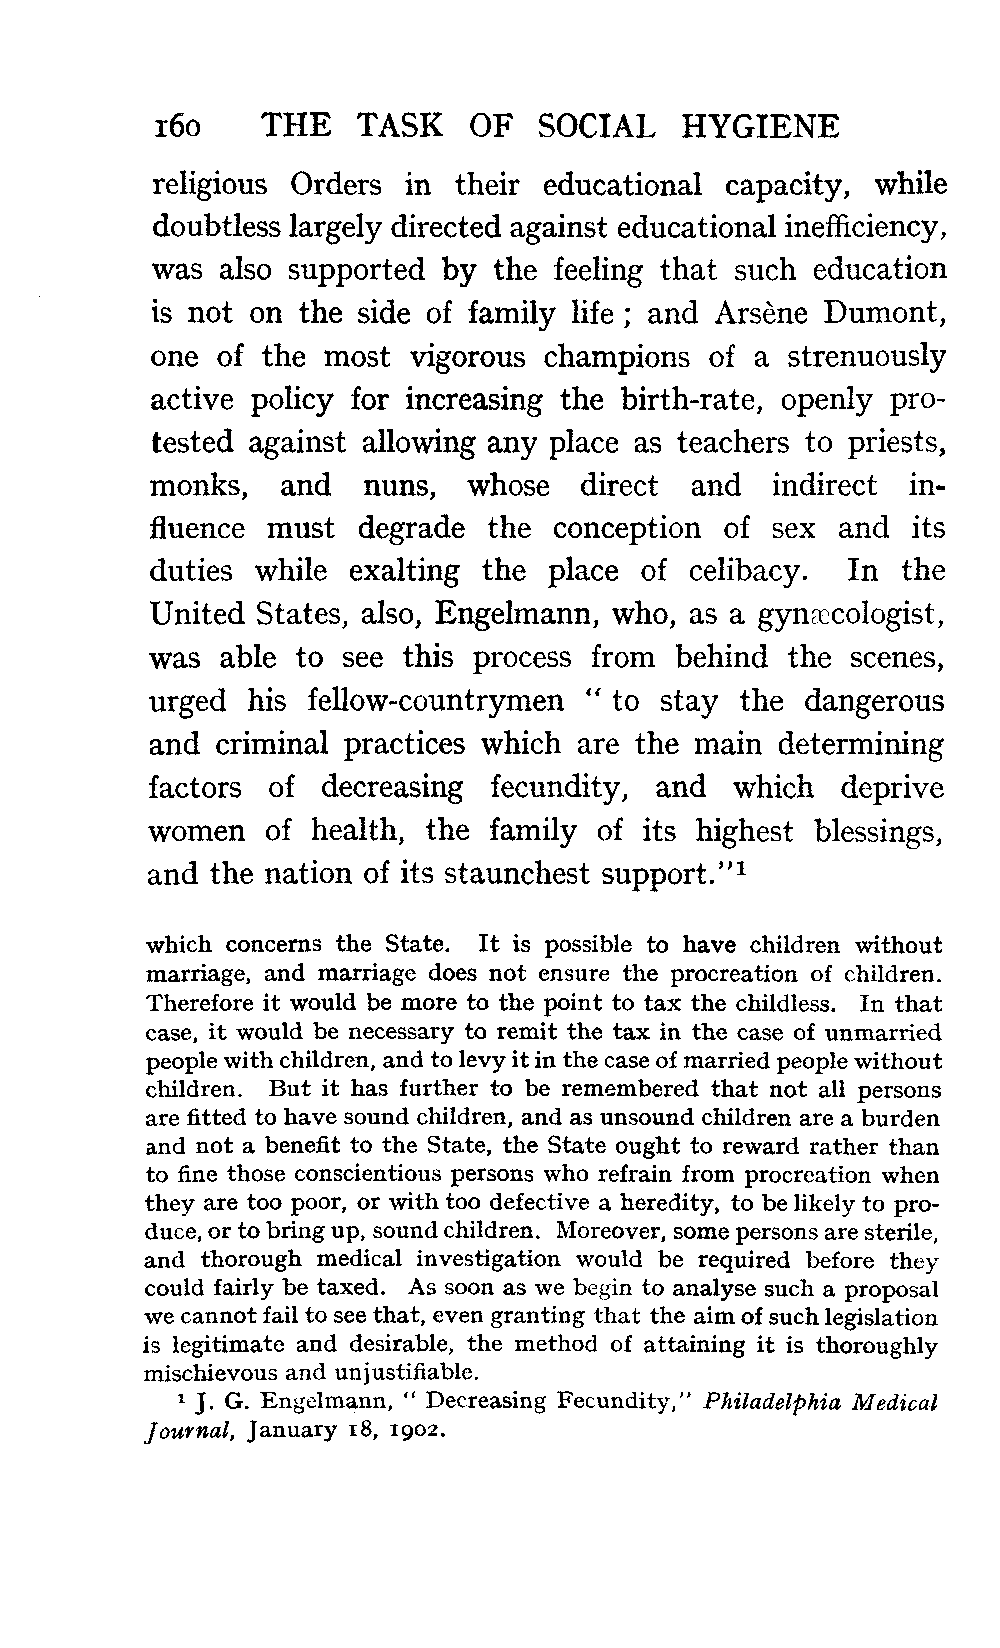 160 THE TASK OF SOCIAL HYGIENE
religious Orders in their educational capacity, while
doubtless largely directed against educational inefficiency,
was also supported by the feeling that such education
is not on the side of family life ; and Arsène Dumont,
one of the most vigorous champions of a strenuously
active policy for increasing the birth-rate, openly pro-
tested against allowing any place as teachers to priests,
monks, and nuns, whose direct and indirect in-
fluence must degrade the conception of sex and its
duties while exalting the place of celibacy. In the
United States, also, Engelmann, who, as a gynæcologist,
was able to see this process from behind the scenes,
urged his fellow-countrymen “ to stay the dangerous
and criminal practices which are the main determining
factors of decreasing fecundity, and which deprive
women of health, the family of its highest blessings,
and the nation of its staunchest support.”¹
which concerns the State. It is possible to have children without
marriage, and marriage does not ensure the procreation of children.
Therefore it would be more to the point to tax the childless. In that
case, it would be necessary to remit the tax in the case of unmarried
people with children, and to levy it in the case of married people without
children. But it has further to be remembered that not all persons
are fitted to have sound children, and as unsound children are a burden
and not a benefit to the State, the State ought to reward rather than
to fine those conscientious persons who refrain from procreation when
they are too poor, or with too defective a heredity, to be likely to pro-
duce, or to bring up, sound children. Moreover, some persons are sterile,
and thorough medical investigation would be required before they
could fairly be taxed. As soon as we begin to analyse such a proposal
we cannot fail to see that, even granting that the aim of such legislation
is legitimate and desirable, the method of attaining it is thoroughly
mischievous and unjustifiable.
¹ J. G. Engelmann, “ Decreasing Fecundity,” Philadelphia Medical
Journal, January 18, 1902.